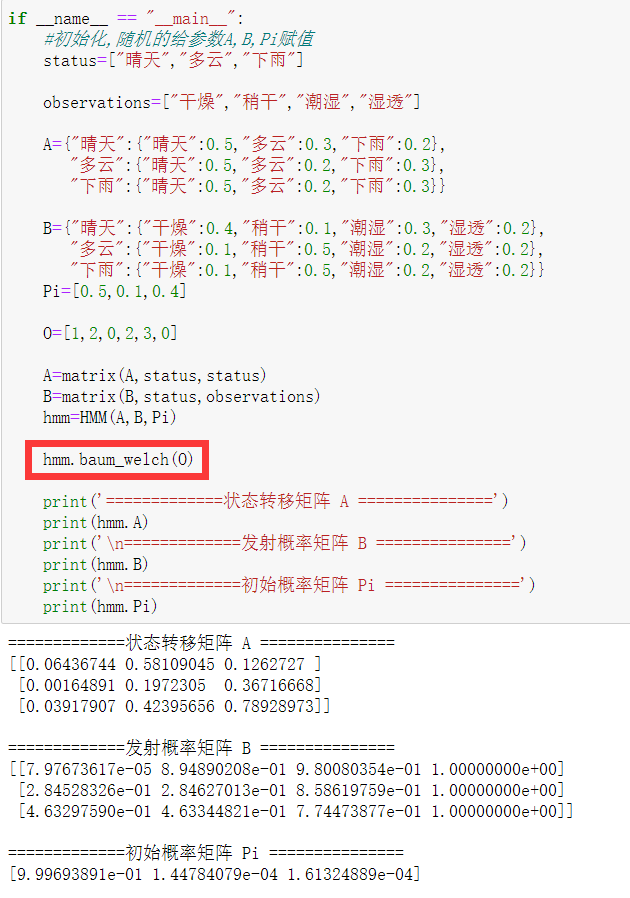 if __name__ == "__main__":
    #初始化,随机的给参数A,B,Pi赋值
    status=["晴天","多云","下雨"]
    observations=["干燥","稍干","潮湿","湿透"]
    A={"晴天":{"晴天":0.5,"多云":0.3,"下雨":0.2},
       "多云":{"晴天":0.5,"多云":0.2,"下雨":0.3},
       "下雨":{"晴天":0.5,"多云":0.2,"下雨":0.3}}
    B={"晴天":{"干燥":0.4,"稍干":0.1,"潮湿":0.3,"湿透":0.2},
       "多云":{"干燥":0.1,"稍干":0.5,"潮湿":0.2,"湿透":0.2},
       "下雨":{"干燥":0.1,"稍干":0.5,"潮湿":0.2,"湿透":0.2}}
    Pi=[0.5,0.1,0.4]
    O=[1,2,0,2,3,0]
    A=matrix(A,status,status)
    B=matrix(B,status,observations)
    hmm=HMM(A,B,Pi)
    hmm.baum_welch(O)
    print('=============状态转移矩阵 A ===============')
    print(hmm.A)
    print('\n=============发射概率矩阵 B ===============')
    print(hmm.B)
    print('\n=============初始概率矩阵 Pi ===============')
    print(hmm.Pi)
=============状态转移矩阵 A ===============
[[0.06436744 0.58109045 0.1262727 ]
 [0.00164891 0.1972305  0.36716668]
 [0.03917907 0.42395656 0.78928973]]
=============发射概率矩阵 B ===============
[[7.97673617e-05 8.94890208e-01 9.80080354e-01 1.00000000e+00]
 [2.84528326e-01 2.84627013e-01 8.58619759e-01 1.00000000e+00]
 [4.63297590e-01 4.63344821e-01 7.74473877e-01 1.00000000e+00]]
=============初始概率矩阵 Pi ===============
[9.99693891e-01 1.44784079e-04 1.61324889e-04]